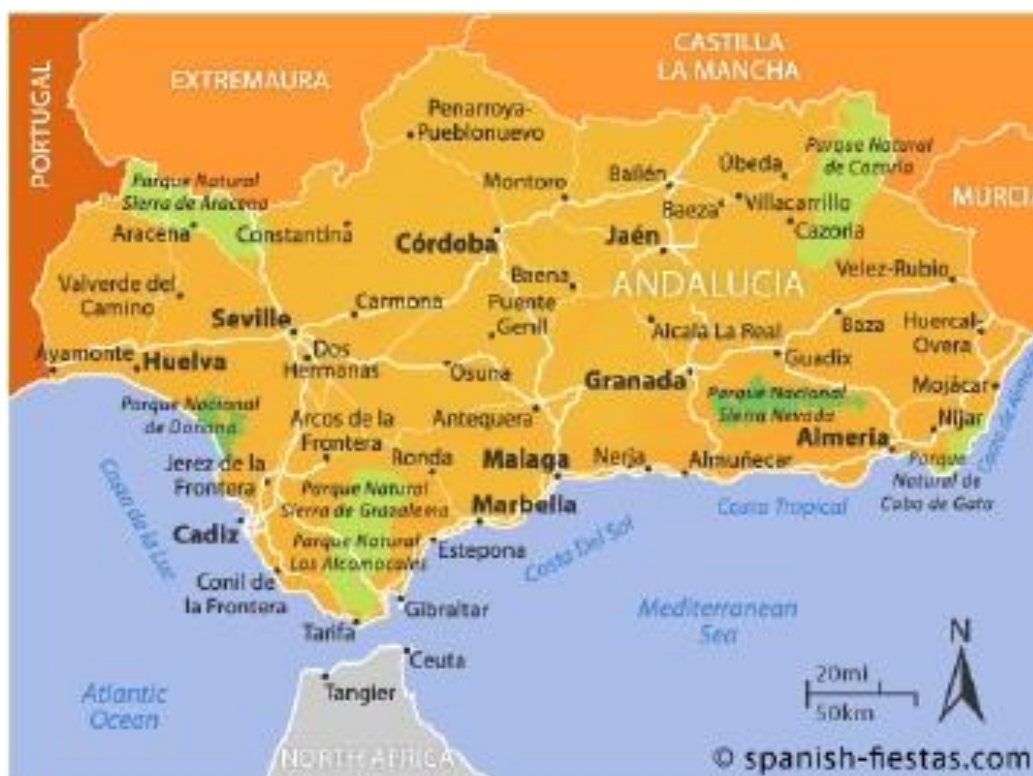 PORTUGAL
EXTREMAURA
CASTILLA
LA MANCHA
MURCIA
Penarroya-
Pueblonuevo
Parque Natural
de Cazorla
Parque Natural
Sierra de Aracena
Montoro
Bailén
Úbeda
Baeza
Villacarrillo
Aracena
Constantina
Córdoba
Jaén
Cazorla
Velez-Rubio
Valverde del
Camino
Carmona
Baena
ANDALUCIA
Puente
Genil
Seville
Alcalá La Real
Baza
Huercal-
Overa
Ayamonte
Huelva
Dos
Hermanas
Osuna
Guadix
Granada
Mojácar
Parque Nacional
de Donana
Arcos de la
Frontera
Antequera
Parque Nacional
Sierra Nevada
Nijar
Almeria
Jerez de la
Frontera
Ronda
Malaga
Nerja
Almuñecar
Parque
Natural de
Cabo de Gata
Parque Natural
Sierra de Grazalema
Marbella
Costa Tropical
Cadiz
Parque Natural
Los Alcornocales
Estepona
Costa Del Sol
Conil de
la Frontera
Gibraltar
Mediterranean
Sea
Tarifa
Ceuta
N
Tangier
Atlantic
Ocean
20mi
50km
NORTH AFRICA
© spanish-fiestas.com